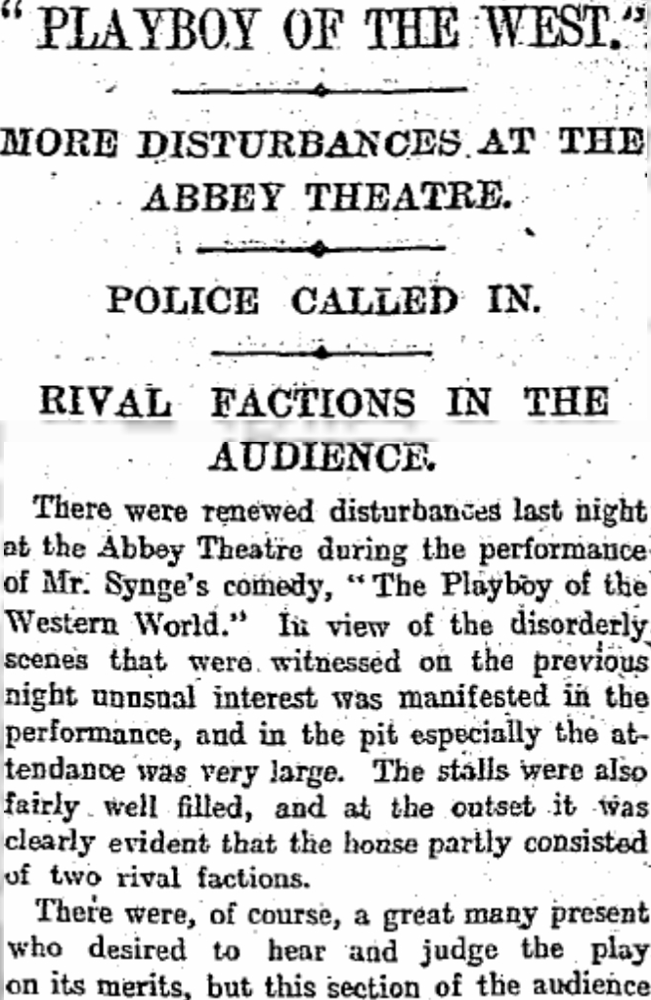 "PLAYBOY OF THE WEST."
MORE DISTURBANCES AT THE
ABBEY THEATRE.
POLICE CALLED IN.
RIVAL FACTIONS IN THE
AUDIENCE.
There were renewed disturbances last night
at the Abbey Theatre during the performance
of Mr. Synge's comedy, "The Playboy of the
Western World." In view of the disorderly
scenes that were witnessed on the previous
night unusual interest was manifested in the
performance, and in the pit especially the at-
tendance was very large. The stalls were also
fairly well filled, and at the outset it was
clearly evident that the house partly consisted
of two rival factions.
There were, of course, a great many present
who desired to hear and judge the play
on its merits, but this section of the audience